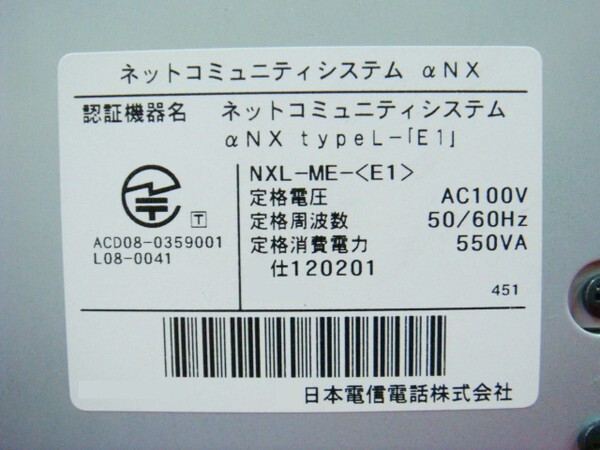 ネットコミュニティシステム αNX
認証機器名 ネットコミュニティシステム
αNX typeL-「E1」
NXL-ME-<E1>
定格電圧 AC100V
定格周波数 50/60Hz
定格消費電力 550VA
仕120201
451
T
ACD08-0359001
L08-0041
日本電信電話株式会社